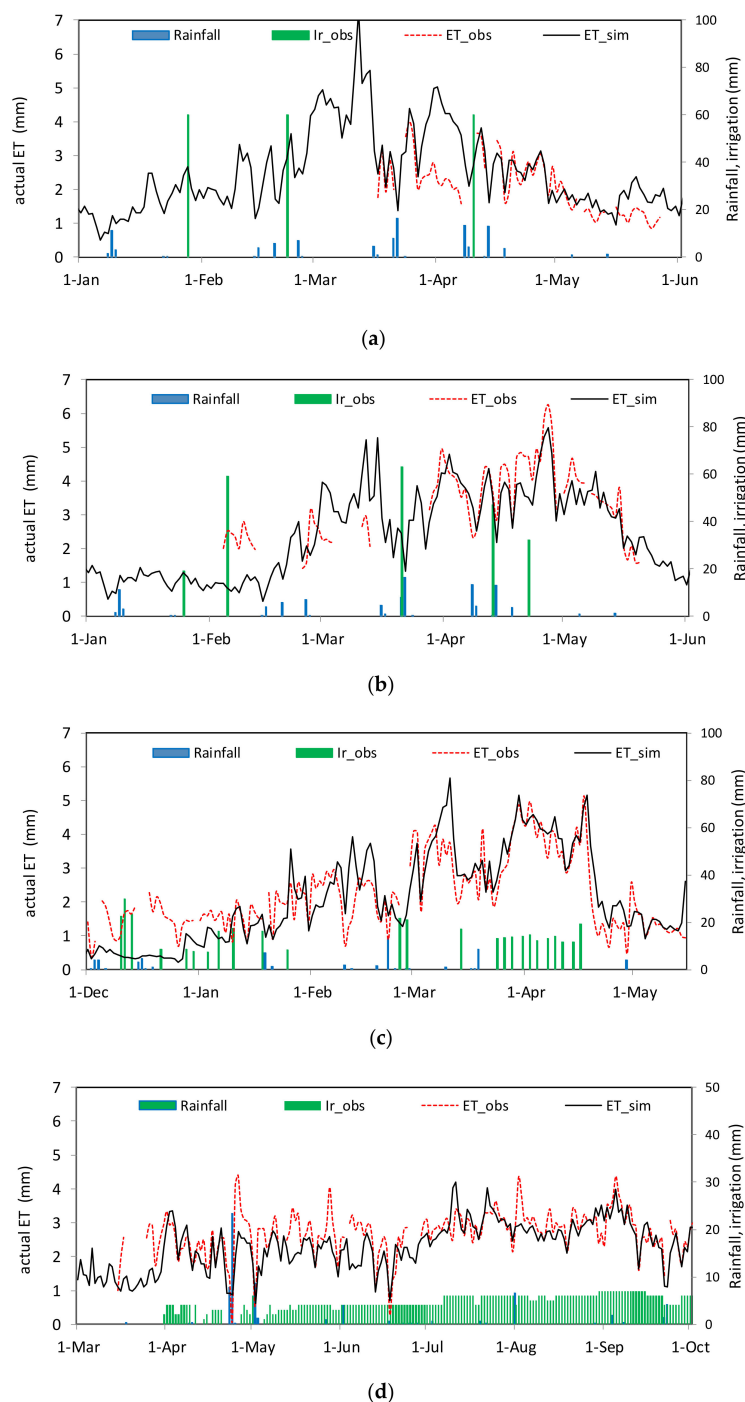 7 100
Rainfall Ir_obs ET_obs ET_sim
6
80
5
60
4
3
40
2
20
1
0 0
actual ET (mm)
Rainfall, irrigation (mm)
1-Jan 1-Feb 1-Mar 1-Apr 1-May 1-Jun
(a)
7 100
Rainfall Ir_obs ET_obs ET_sim
6
80
5
60
4
3
40
2
20
1
0 0
actual ET (mm)
Rainfall, irrigation (mm)
1-Jan 1-Feb 1-Mar 1-Apr 1-May 1-Jun
(b)
7 100
Rainfall Ir_obs ET_obs ET_sim
6
80
5
60
4
3
40
2
20
1
0 0
actual ET (mm)
Rainfall, irrigation (mm)
1-Dec 1-Jan 1-Feb 1-Mar 1-Apr 1-May
(c)
7 50
Rainfall Ir_obs ET_obs ET_sim
6
40
5
30
4
3
20
2
10
1
0 0
actual ET (mm)
Rainfall, irrigation (mm)
1-Mar 1-Apr 1-May 1-Jun 1-Jul 1-Aug 1-Sep 1-Oct
(d)